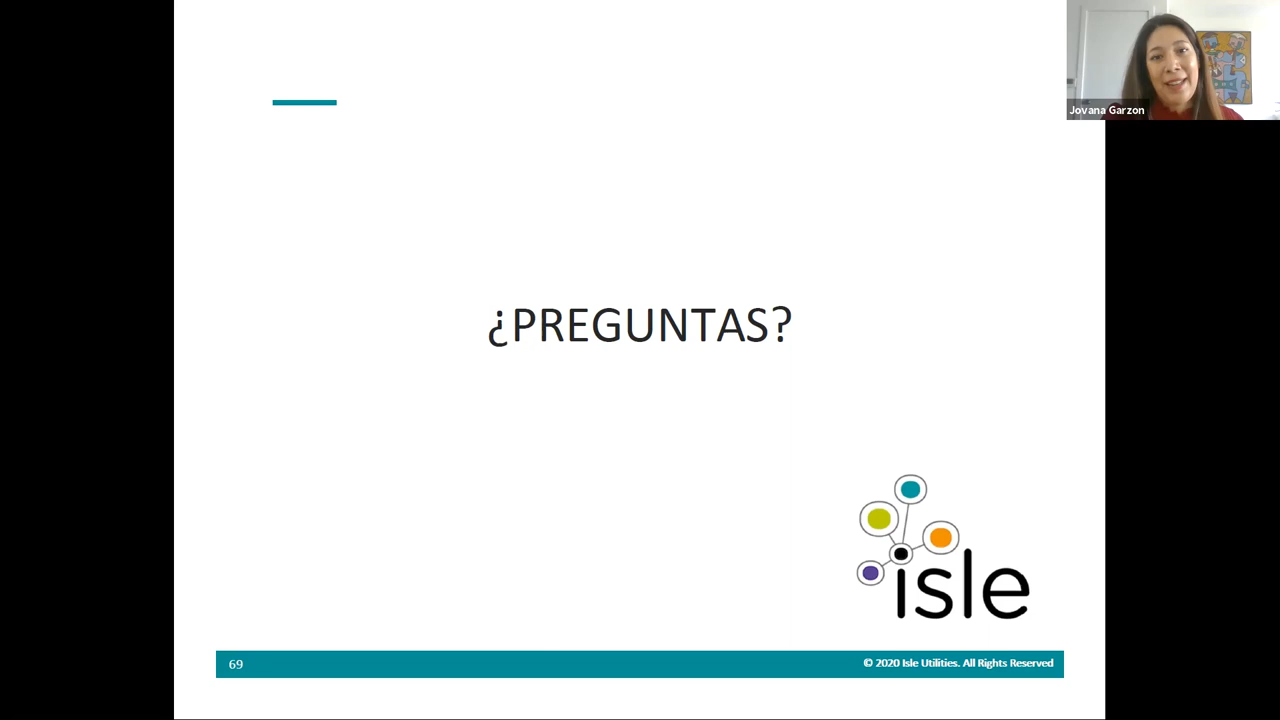 Jovana Garzon
¿PREGUNTAS?
isle
69
© 2020 Isle Utilities. All Rights Reserved